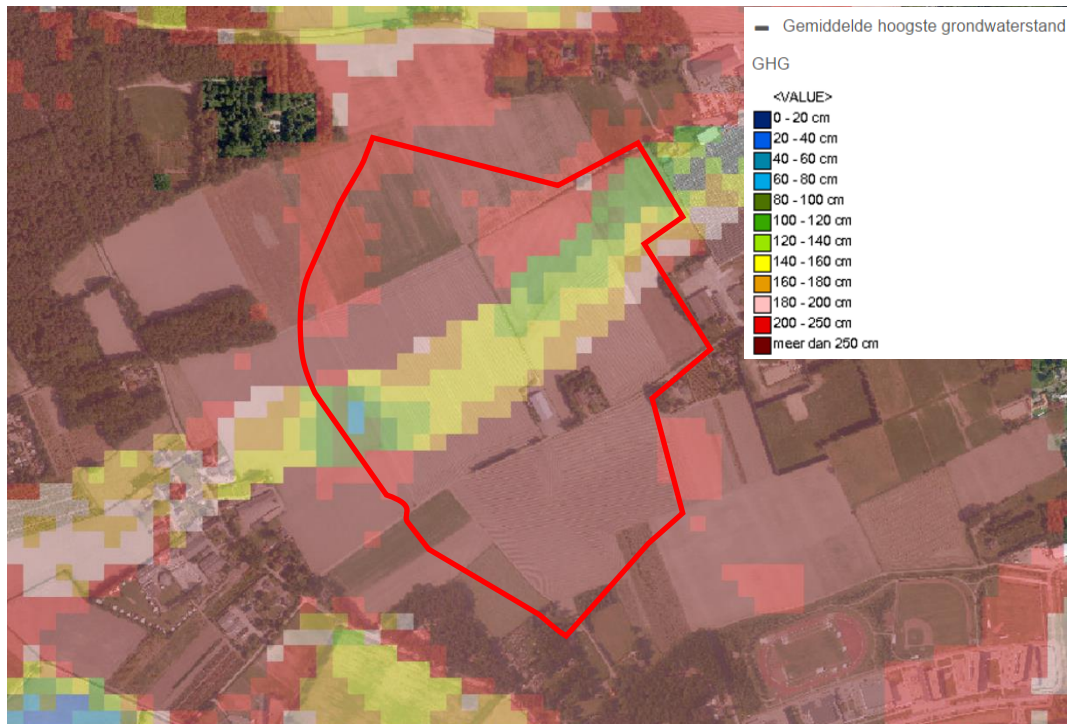 Gemiddelde hoogste grondwaterstand
GHG
<VALUE>
0 - 20 cm
20 - 40 cm
40 - 60 cm
60 - 80 cm
80 - 100 cm
100 - 120 cm
120 - 140 cm
140 - 160 cm
160 - 180 cm
180 - 200 cm
200 - 250 cm
meer dan 250 cm